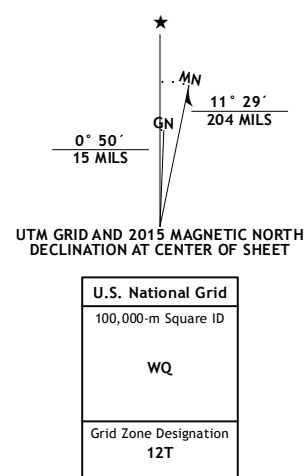 ★
MN
11° 29´
204 MILS
GN
0° 50´
15 MILS
UTM GRID AND 2015 MAGNETIC NORTH
DECLINATION AT CENTER OF SHEET
U.S. National Grid
100,000-m Square ID
WQ
Grid Zone Designation
12T